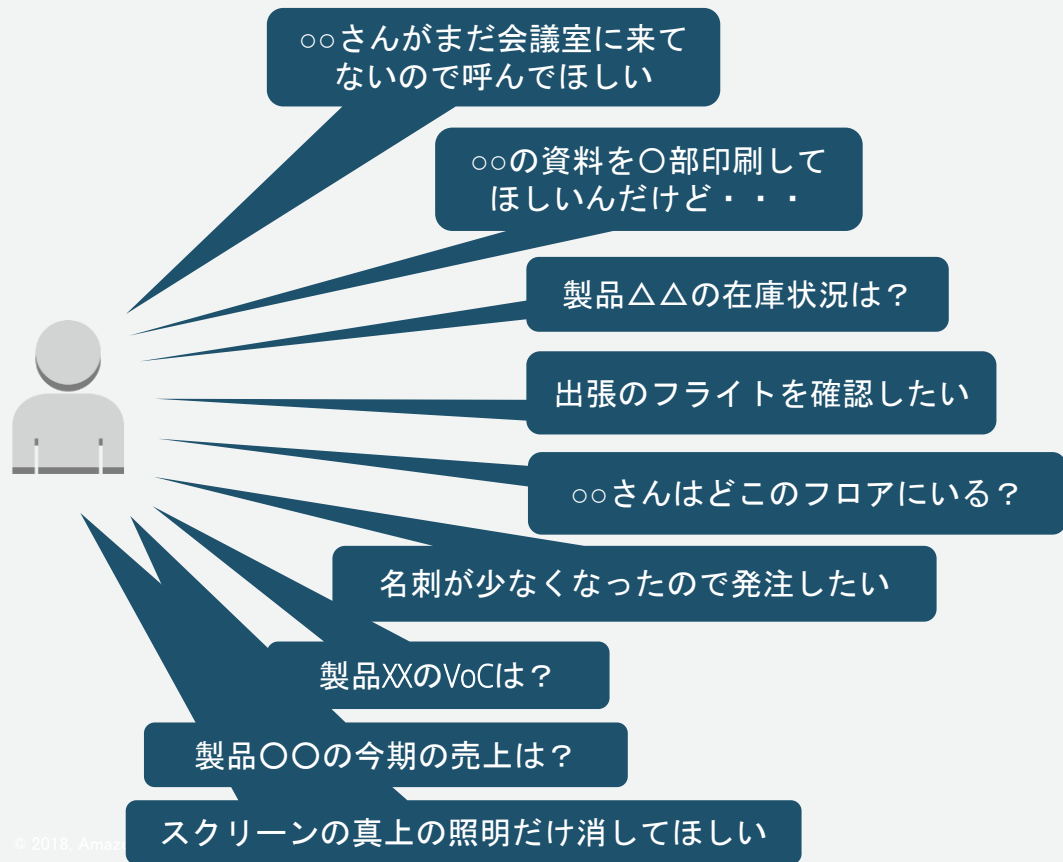 ○○さんがまだ会議室に来て
ないので呼んでほしい
○○の資料を〇部印刷して
ほしいんだけど・・・
製品△△の在庫状況は？
出張のフライトを確認したい
○○さんはどこのフロアにいる？
名刺が少なくなったので発注したい
製品XXのVoCは？
製品〇〇の今期の売上は？
スクリーンの真上の照明だけ消してほしい
© 2018, Amaz